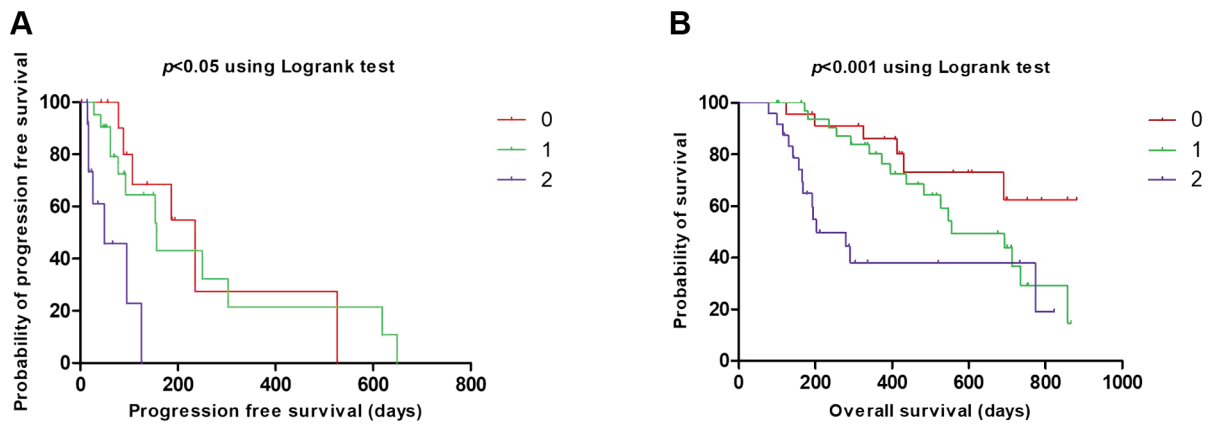 A
p<0.05 using Logrank test
Probability of progression free survival
100
80
60
40
20
0
0 200 400 600 800
Progression free survival (days)
0
1
2
B
p<0.001 using Logrank test
Probability of survival
100
80
60
40
20
0
0 200 400 600 800 1000
Overall survival (days)
0
1
2